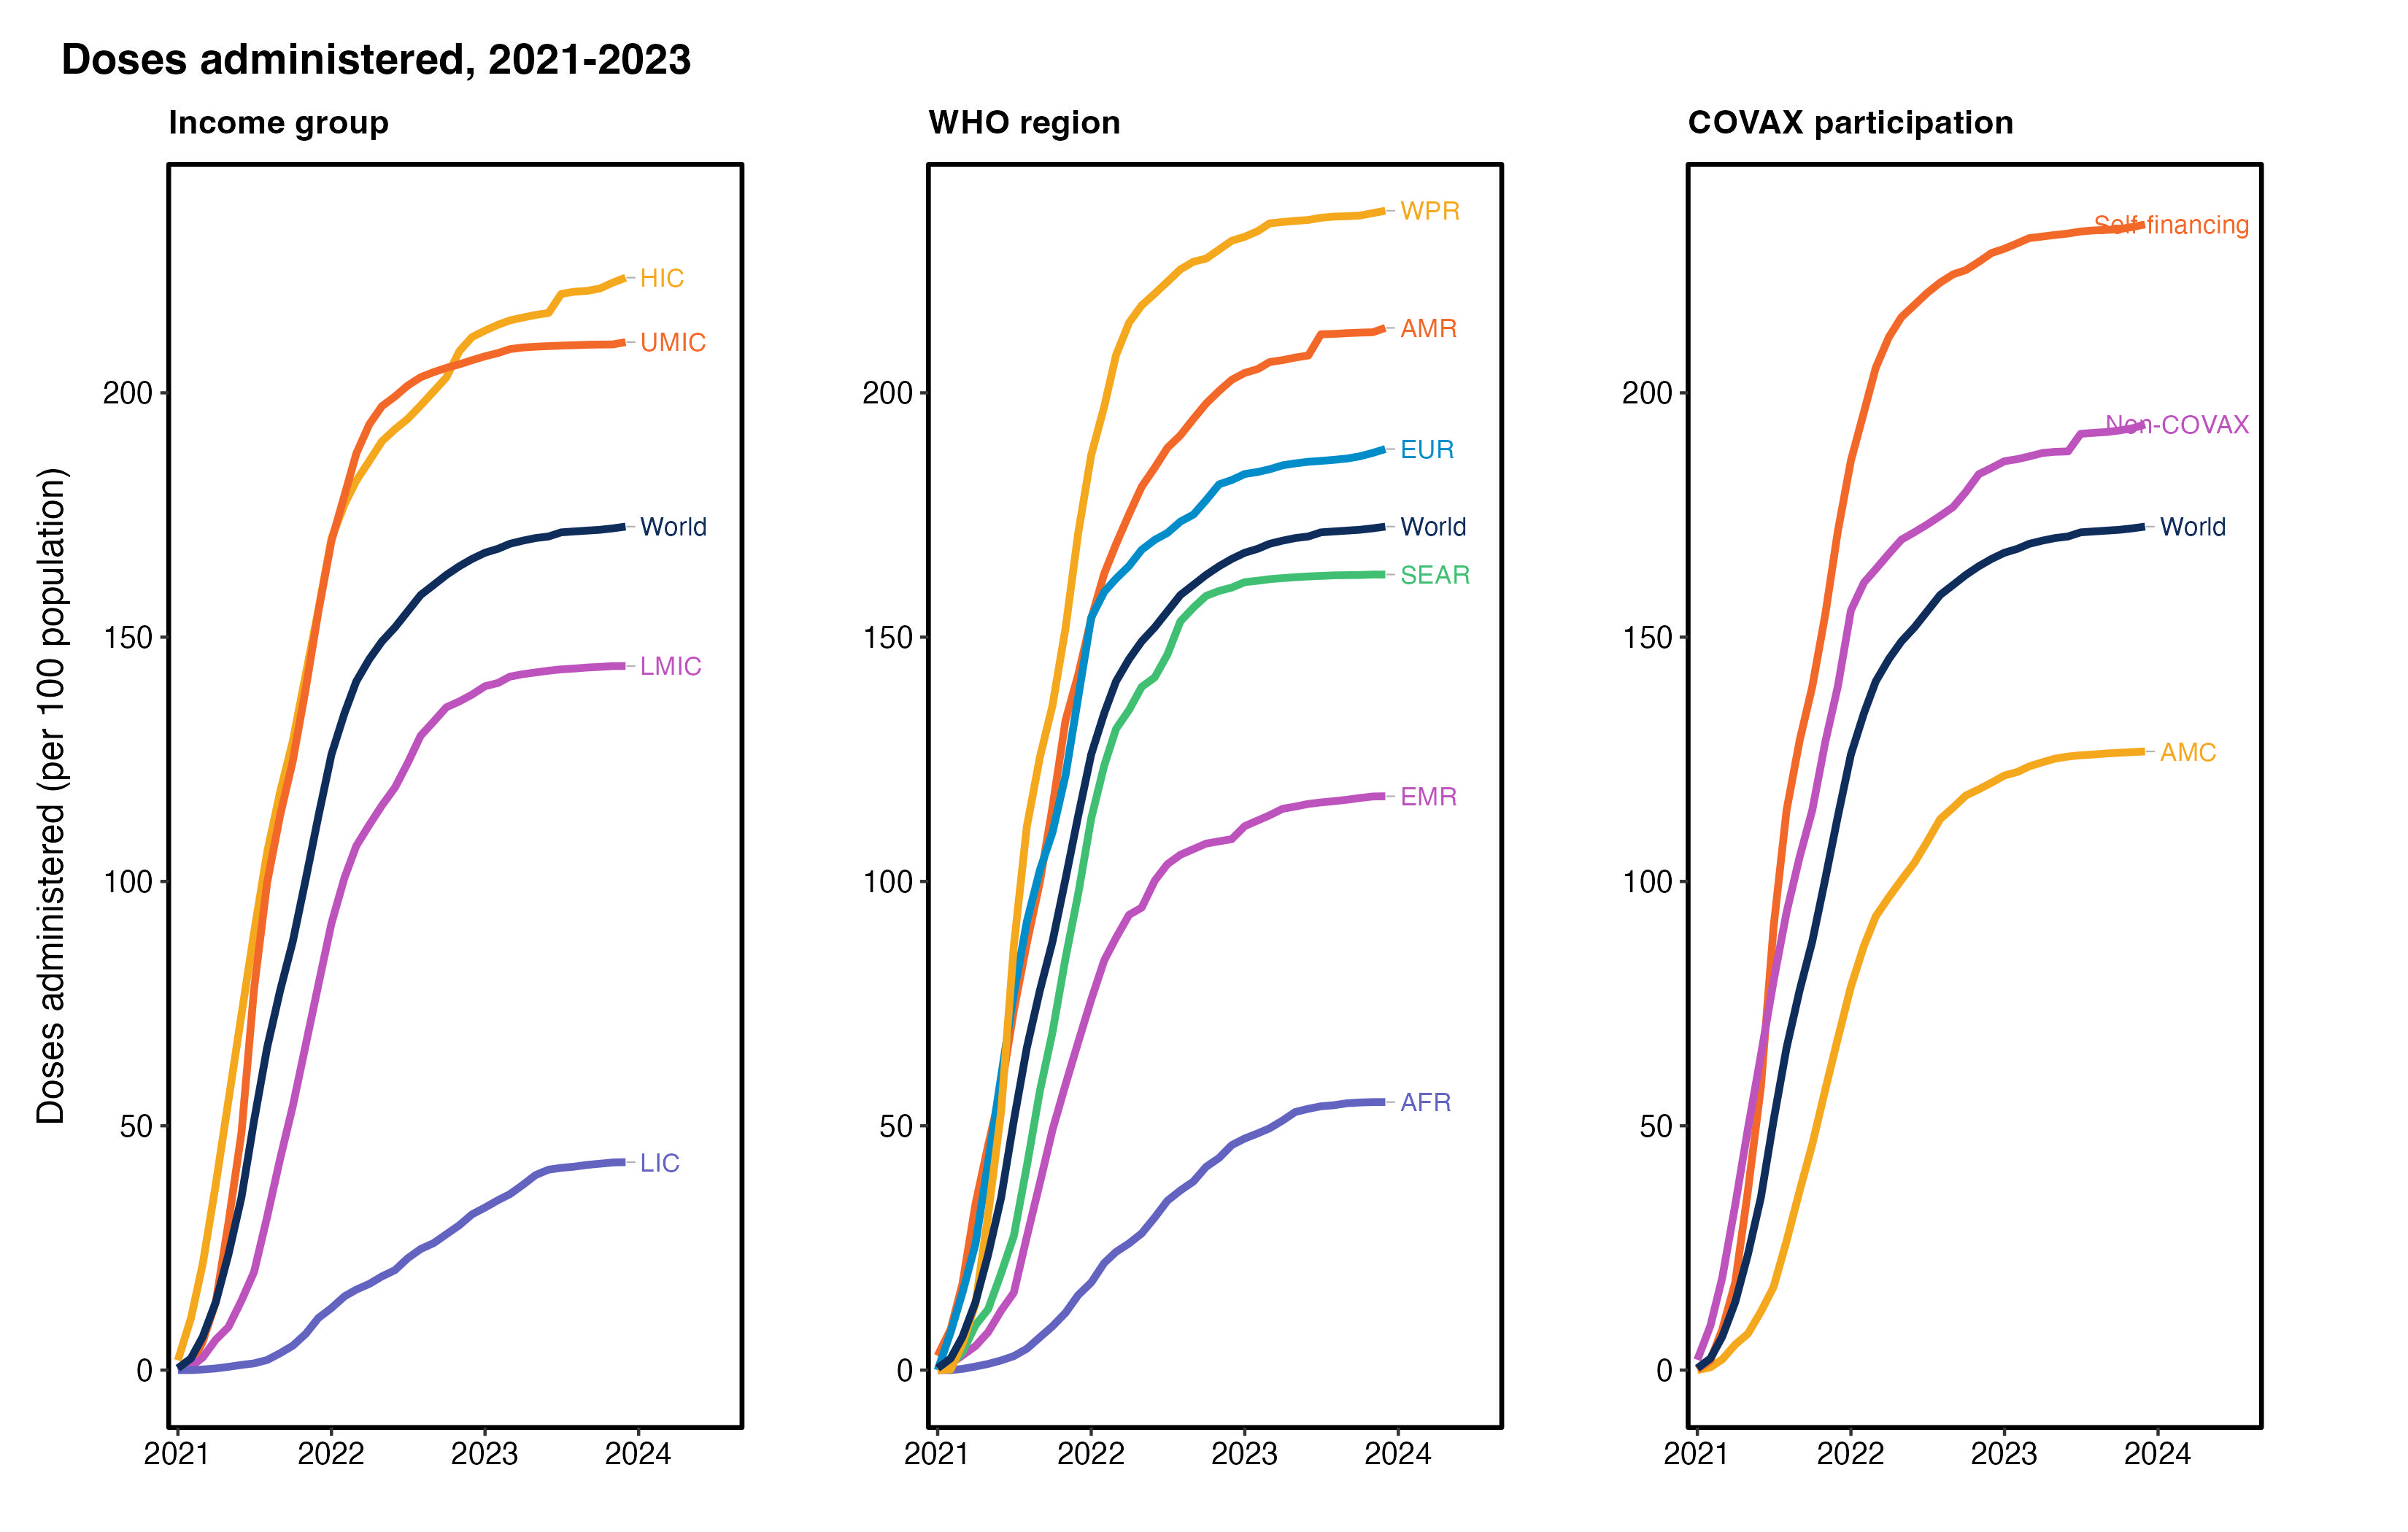 Doses administered, 2021-2023
Income group
WHO region
COVAX participation
Doses administered (per 100 population)
200
150
100
50
0
2021 2022 2023 2024
HIC
UMIC
World
LMIC
LIC
200
150
100
50
0
2021 2022 2023 2024
WPR
AMR
EUR
World
SEAR
EMR
AFR
200
150
100
50
0
2021 2022 2023 2024
Self-financing
Non-COVAX
World
AMC